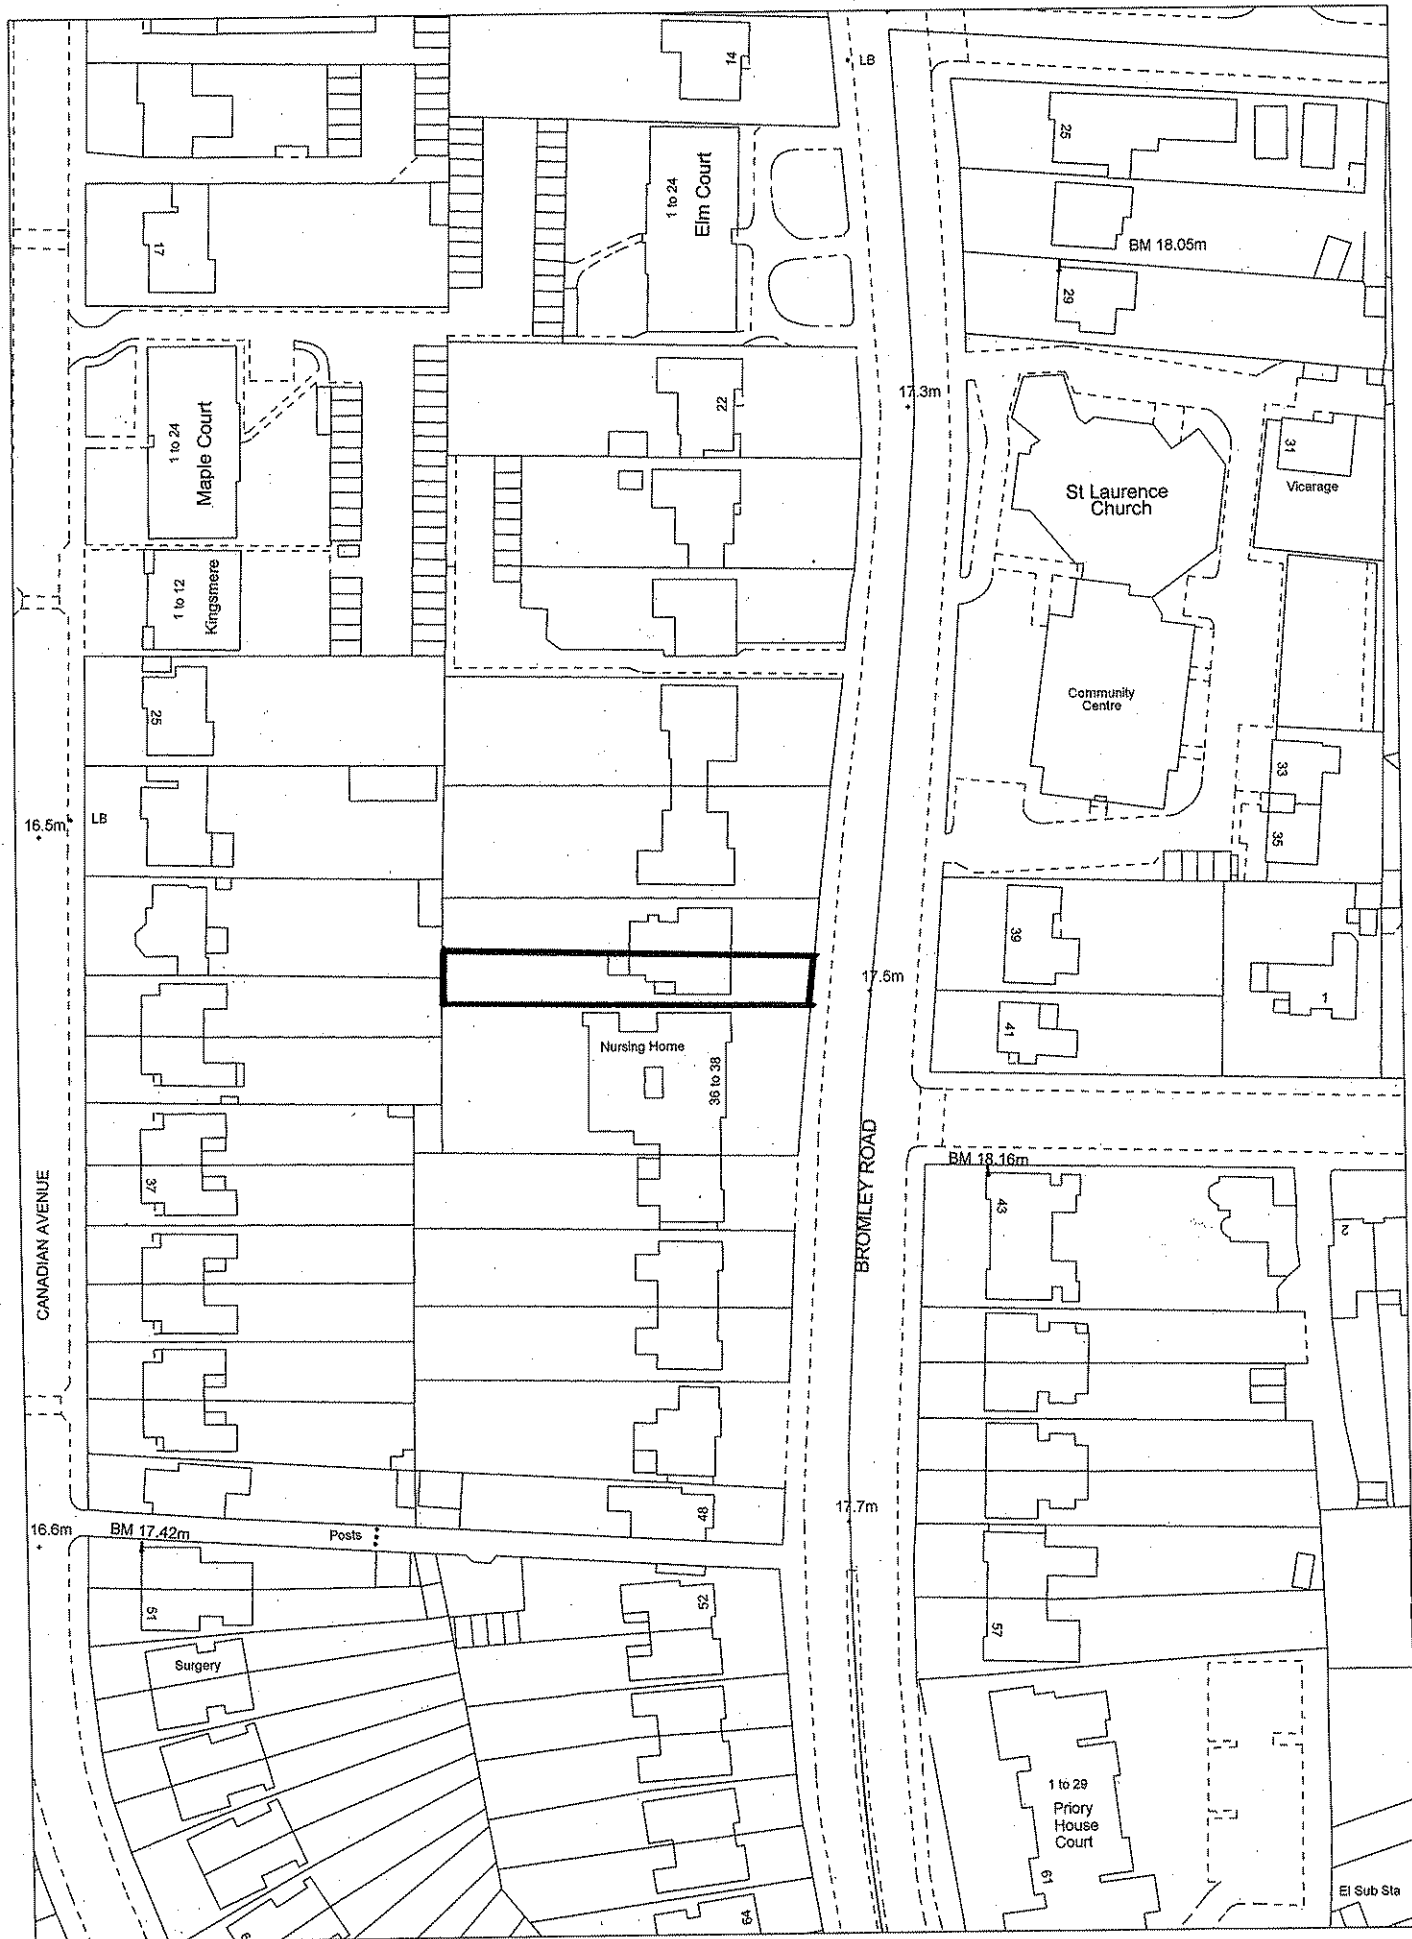 14
LB
25
1 to 24
Elm Court
17
BM 18.05m
29
17.3m
22
31
Vicarage
1 to 24
Maple Court
St Laurence
Church
1 to 12
Kingsmere
25
Community
Centre
33
35
16.5m
LB
39
17.5m
41
1
Nursing Home
36 to 38
BROMLEY ROAD
BM 18.16m
37
43
2
CANADIAN AVENUE
48
17.7m
16.6m
BM 17.42m
Posts
51
52
57
Surgery
1 to 29
Priory
House
Court
61
El Sub Sta
64